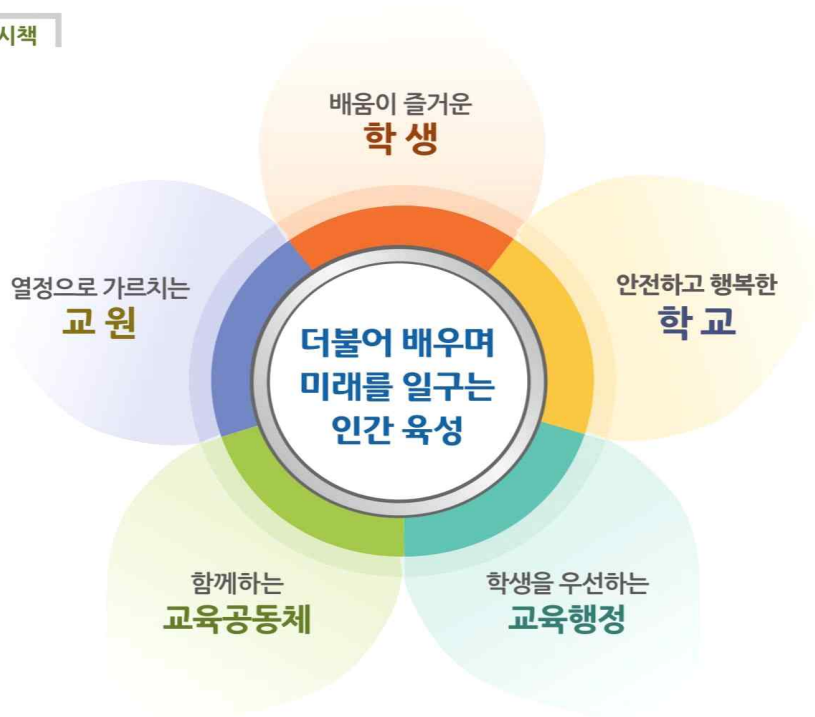 시책
배움이 즐거운
학 생
열정으로 가르치는
교 원
안전하고 행복한
학 교
더불어 배우며
미래를 일구는
인간 육성
함께하는
교육공동체
학생을 우선하는
교육행정